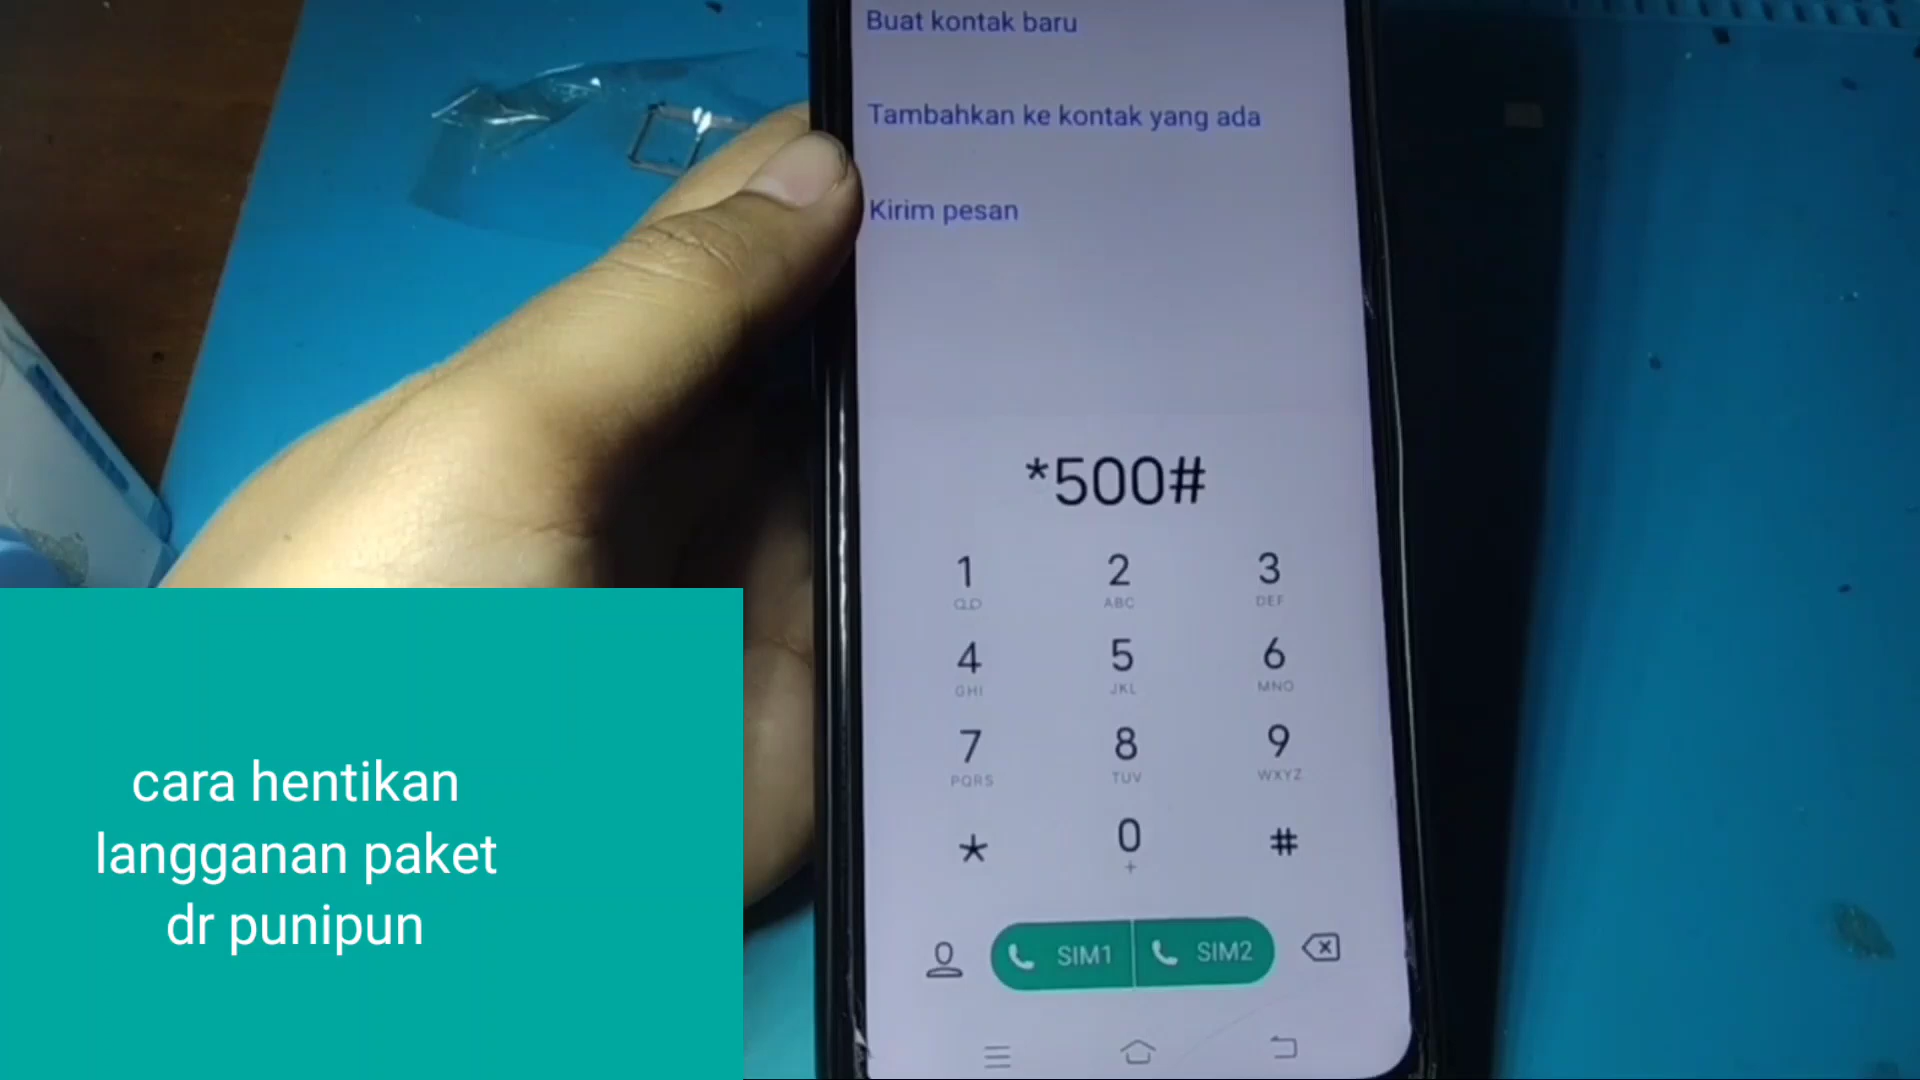 Buat kontak baru
Tambahkan ke kontak yang ada
Kirim pesan
*500#
1 2 3
ABC DEF
4 5 6
GHI JKL MNO
7 8 9
PQRS TUV WXYZ
* 0 #
+
SIM1 SIM2
cara hentikan
langganan paket
dr punipun